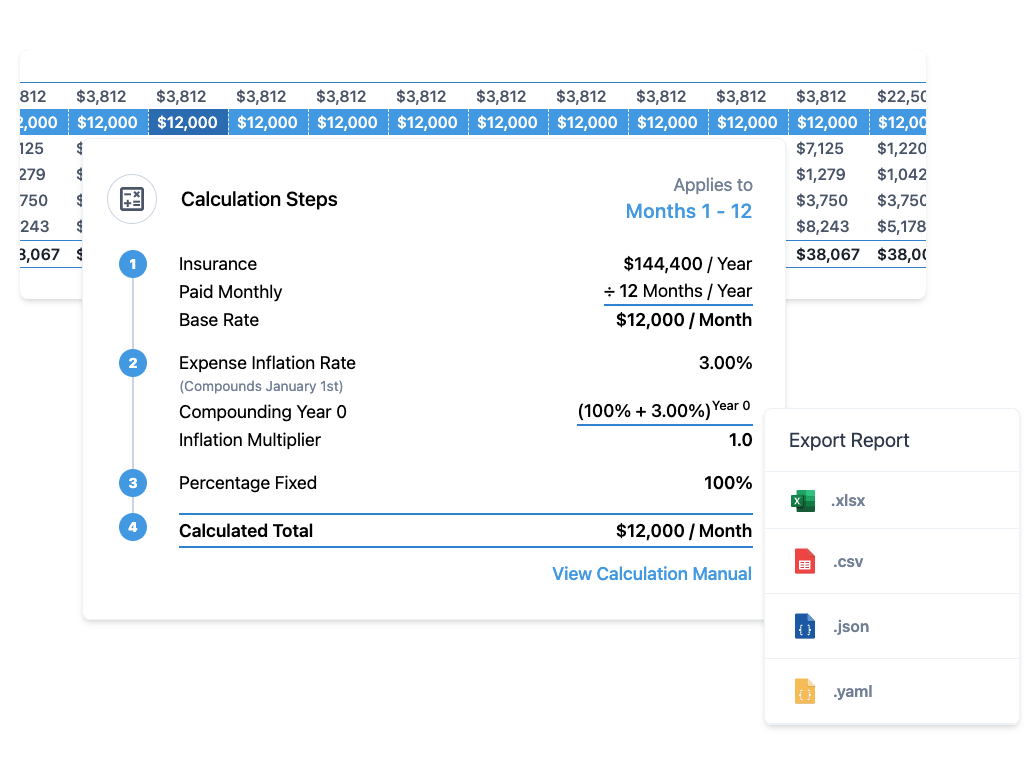 812 $3,812 $3,812 $3,812 $3,812 $3,812 $3,812 $3,812 $3,812 $3,812 $3,812 $22,50
2,000 $12,000 $12,000 $12,000 $12,000 $12,000 $12,000 $12,000 $12,000 $12,000 $12,000 $12,00
125 $ $7,125 $1,220
279 $ $1,279 $1,042
750 $ $3,750 $3,750
243 $ $8,243 $5,178
3,067 $ $38,067 $38,00
Calculation Steps
Applies to
Months 1 - 12
1 Insurance $144,400 / Year
Paid Monthly ÷ 12 Months / Year
Base Rate $12,000 / Month
2 Expense Inflation Rate 3.00%
(Compounds January 1st)
Compounding Year 0 (100% + 3.00%) Year 0
Inflation Multiplier 1.0
3 Percentage Fixed 100%
4 Calculated Total $12,000 / Month
View Calculation Manual
Export Report
X .xlsx
.csv
{ } .json
{ } .yaml